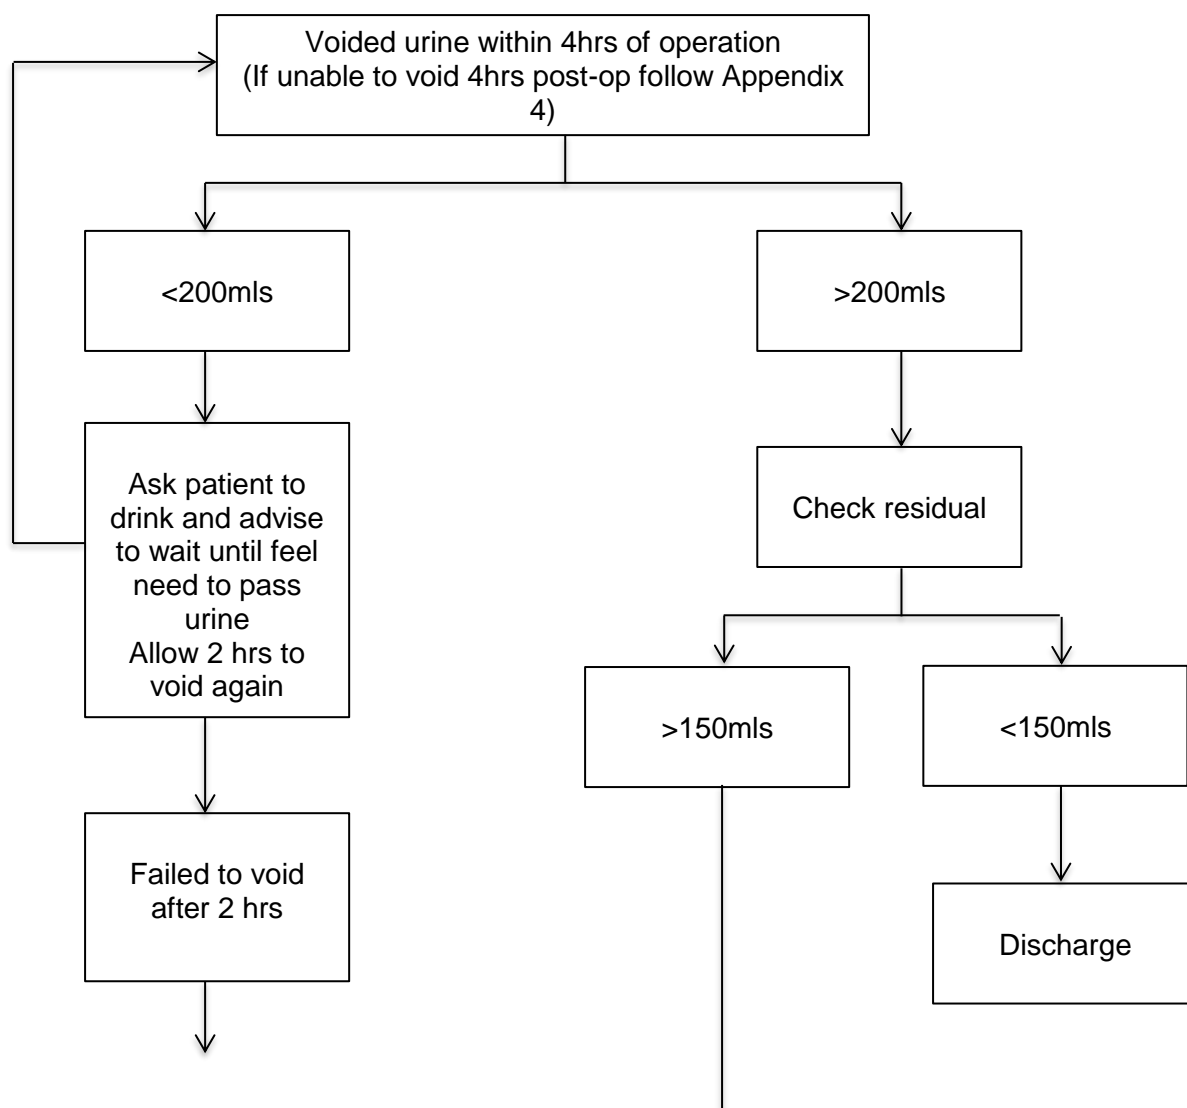 Voided urine within 4hrs of operation
(If unable to void 4hrs post-op follow Appendix
4)
<200mls
>200mls
Ask patient to
drink and advise
to wait until feel
need to pass
urine
Allow 2 hrs to
void again
Check residual
>150mls
<150mls
Failed to void
after 2 hrs
Discharge